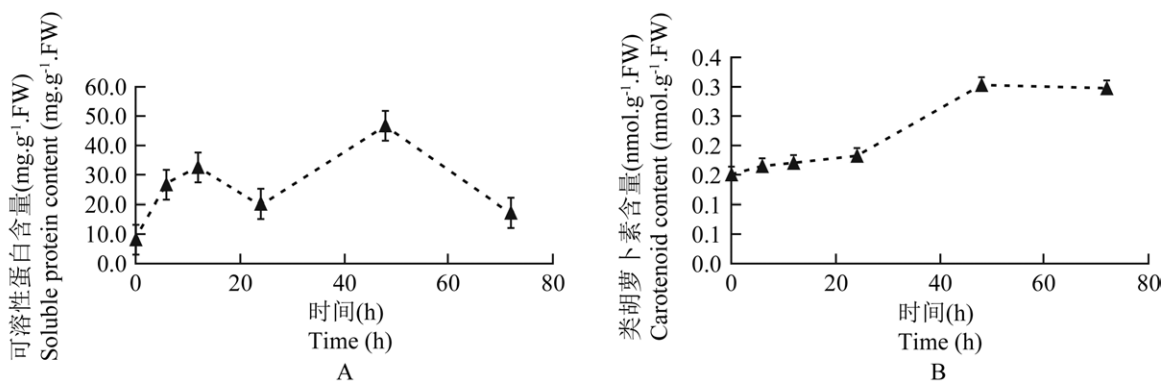 可溶性蛋白含量(mg.g⁻¹.FW)
Soluble protein content (mg.g⁻¹.FW)
60.0
50.0
40.0
30.0
20.0
10.0
0.0
0 20 40 60 80
时间(h)
Time (h)
A
类胡萝卜素含量(nmol.g⁻¹.FW)
Carotenoid content (nmol.g⁻¹.FW)
0.4
0.3
0.3
0.2
0.2
0.1
0.1
0.0
0 20 40 60 80
时间(h)
Time (h)
B